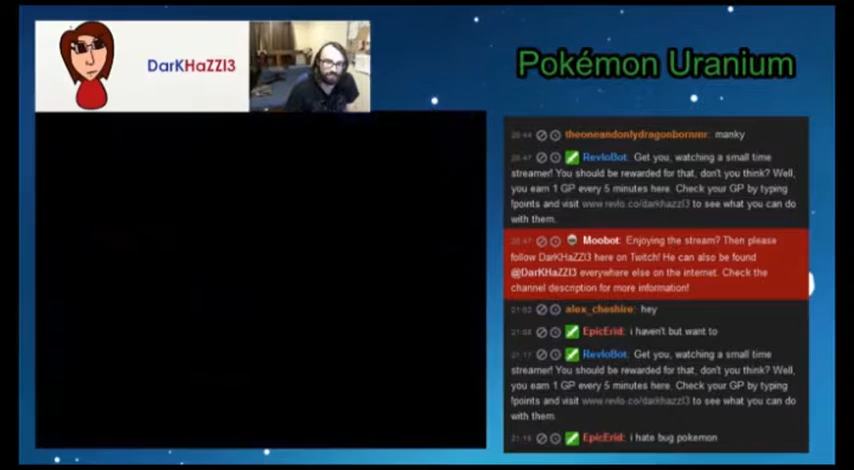 DarKHaZZI3
Pokémon Uranium
20:44 theoneandonlydragonbornmr: manky
20:47 RevloBot: Get you, watching a small time
streamer! You should be rewarded for that, don't you think? Well,
you earn 1 GP every 5 minutes here. Check your GP by typing
!points and visit www.revlo.co/darkhazzl3 to see what you can do
with them.
20:47 Moobot: Enjoying the stream? Then please
follow DarKHaZZI3 here on Twitch! He can also be found
@DarKHaZZI3 everywhere else on the internet. Check the
channel description for more information!
21:02 alex_cheshire: hey
21:08 EpicErid: i haven't but want to
21:17 RevloBot: Get you, watching a small time
streamer! You should be rewarded for that, don't you think? Well,
you earn 1 GP every 5 minutes here. Check your GP by typing
!points and visit www.revlo.co/darkhazzl3 to see what you can do
with them.
EpicErid: i hate bug pokemon